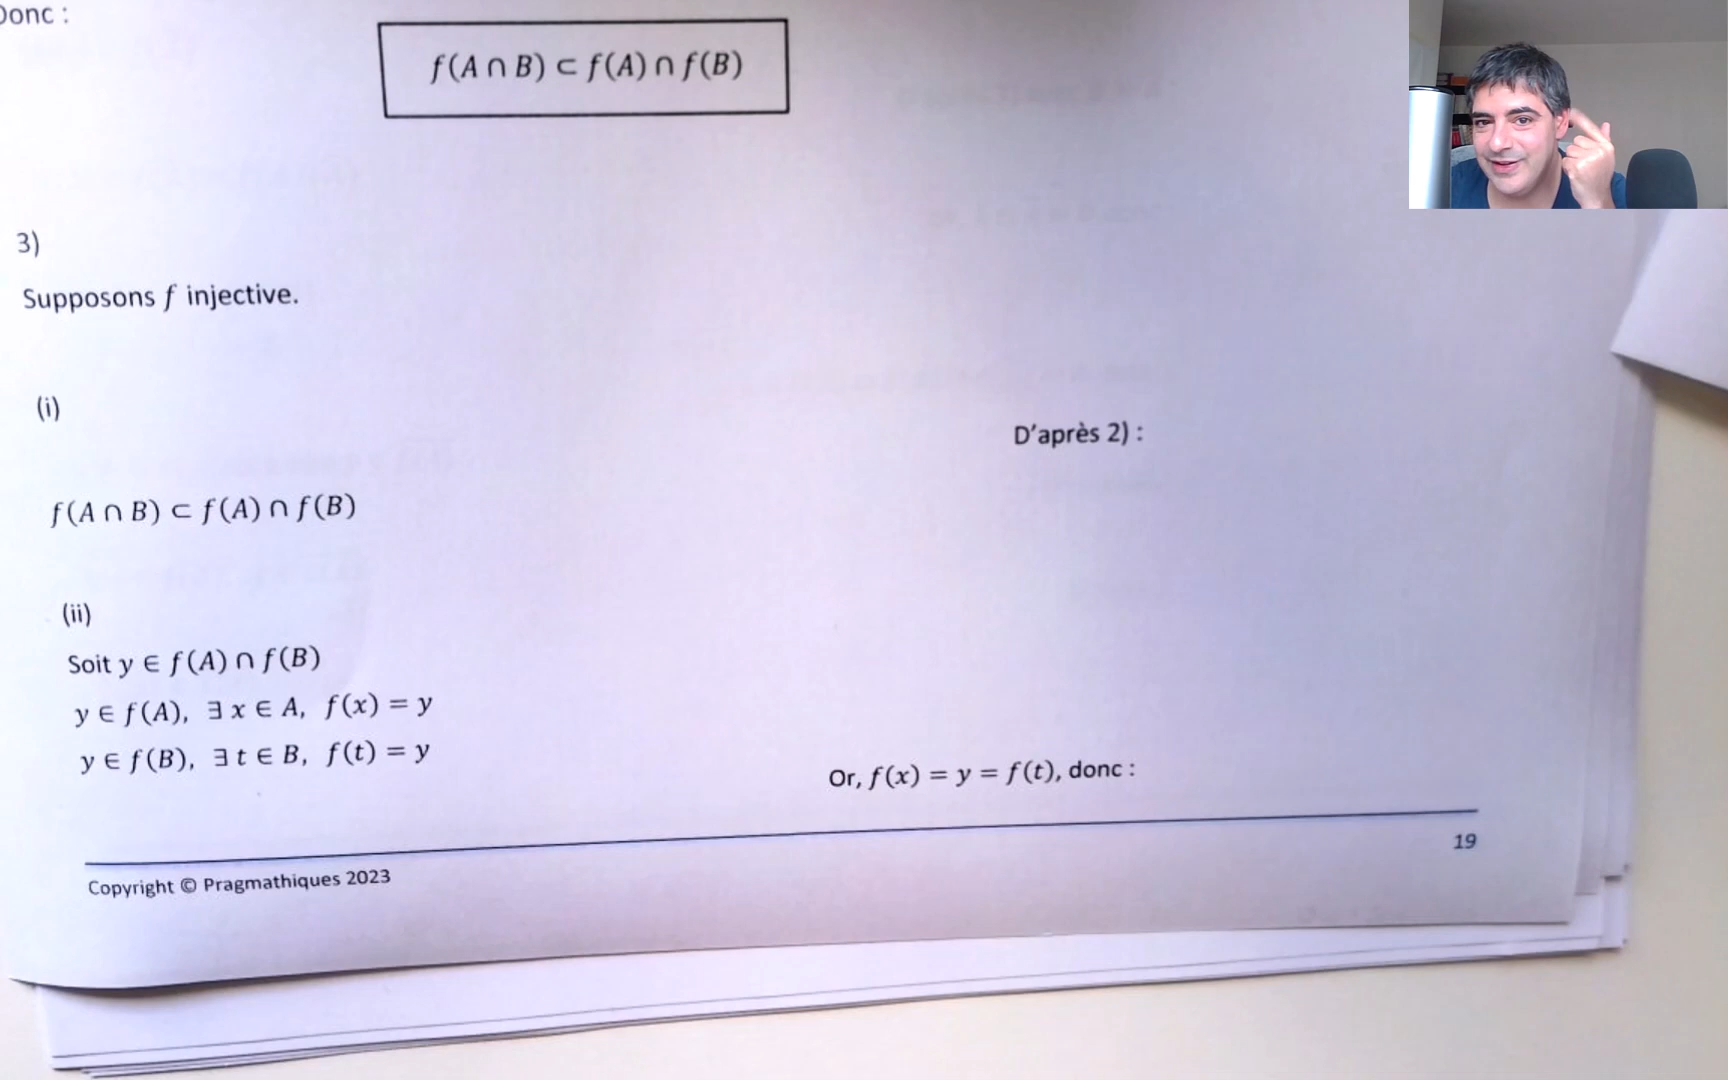 Donc :
f(A ∩ B) ⊂ f(A) ∩ f(B)
3)
Supposons f injective.
(i)
D'après 2) :
f(A ∩ B) ⊂ f(A) ∩ f(B)
(ii)
Soit y ∈ f(A) ∩ f(B)
y ∈ f(A), ∃ x ∈ A, f(x) = y
y ∈ f(B), ∃ t ∈ B, f(t) = y
Or, f(x) = y = f(t), donc :
19
Copyright © Pragmathiques 2023